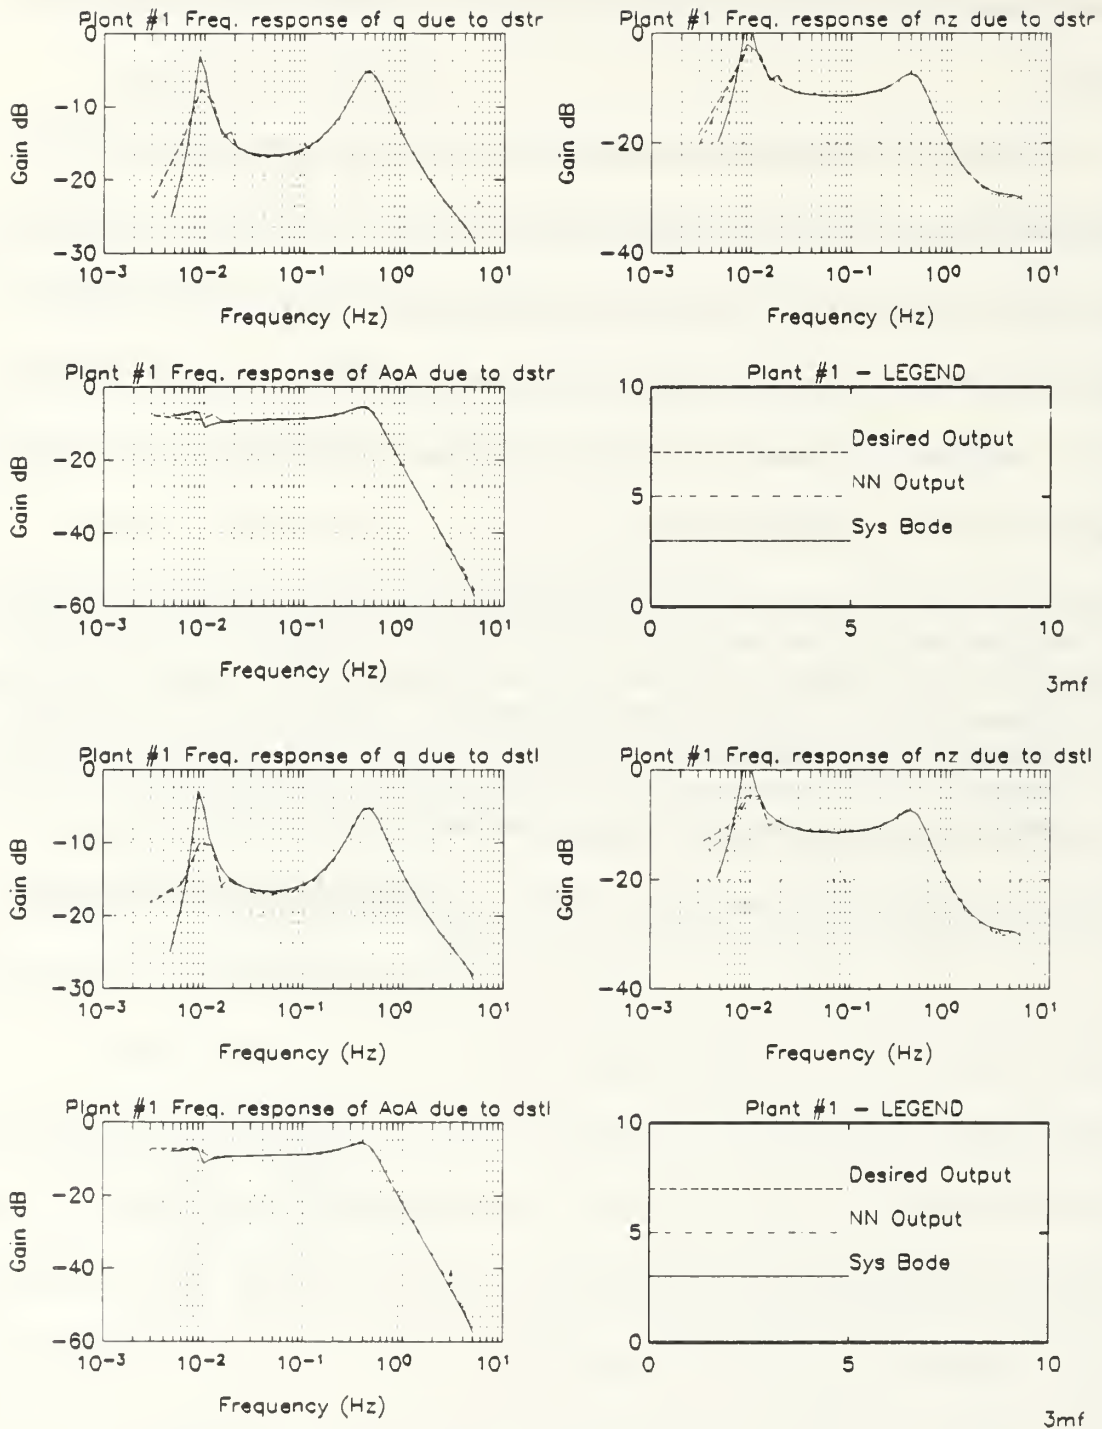 Plant #1 Freq. response of q due to dstr
Gain dB
0
-10
-20
-30
10-3
10-2
10-1
100
101
Frequency (Hz)
Plant #1 Freq. response of nz due to dstr
Gain dB
0
-20
-40
10-3
10-2
10-1
100
101
Frequency (Hz)
Plant #1 Freq. response of AoA due to dstr
Gain dB
0
-20
-40
-60
10-3
10-2
10-1
100
101
Frequency (Hz)
Plant #1 - LEGEND
10
5
0
Desired Output
NN Output
Sys Bode
0
5
10
3mf
Plant #1 Freq. response of q due to dstl
Gain dB
0
-10
-20
-30
10-3
10-2
10-1
100
101
Frequency (Hz)
Plant #1 Freq. response of nz due to dstl
Gain dB
0
-20
-40
10-3
10-2
10-1
100
101
Frequency (Hz)
Plant #1 Freq. response of AoA due to dstl
Gain dB
0
-20
-40
-60
10-3
10-2
10-1
100
101
Frequency (Hz)
Plant #1 - LEGEND
10
5
0
Desired Output
NN Output
Sys Bode
0
5
10
3mf